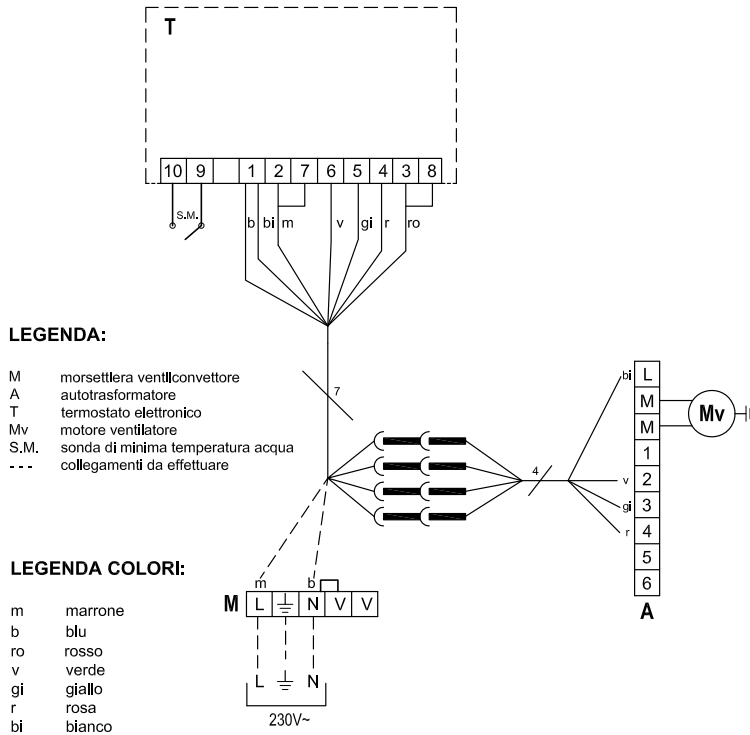 T
10 9 1 2 7 6 5 4 3 8
S.M.
b bi m v gi r ro
LEGENDA:
M morsettiera ventilconvettore
A autotrasformatore
T termostato elettronico
Mv motore ventilatore
S.M. sonda di minima temperatura acqua
--- collegamenti da effettuare
7
bi L
M
M
Mv
1
4
v 2
gi 3
r 4
5
6
A
LEGENDA COLORI:
m marrone
b blu
ro rosso
v verde
gi giallo
r rosa
bi bianco
m b
M L N V V
L N
230V~